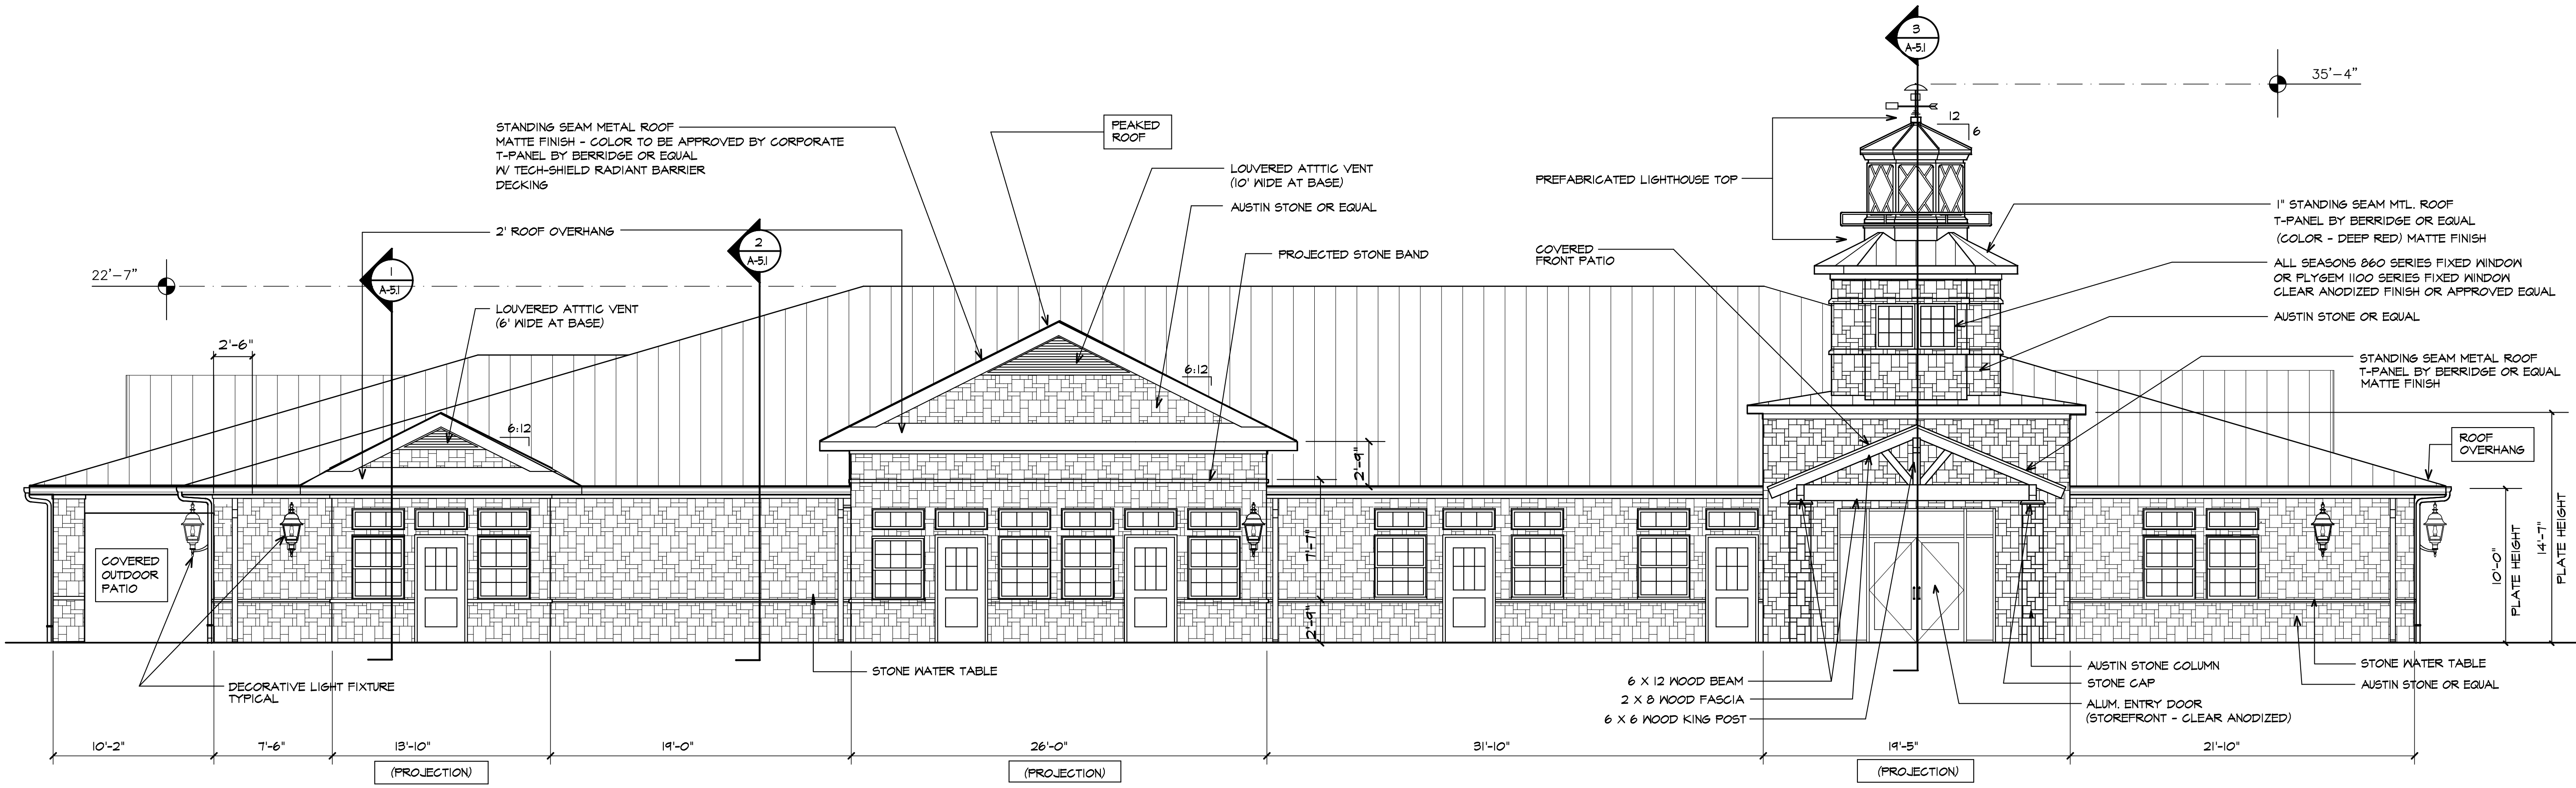 3
A-5.1
35'-4"
12
6
STANDING SEAM METAL ROOF
MATTE FINISH - COLOR TO BE APPROVED BY CORPORATE
T-PANEL BY BERRIDGE OR EQUAL
W/ TECH-SHIELD RADIANT BARRIER
DECKING
PEAKED
ROOF
LOUVERED ATTTIC VENT
(10' WIDE AT BASE)
AUSTIN STONE OR EQUAL
PREFABRICATED LIGHTHOUSE TOP
1" STANDING SEAM MTL. ROOF
T-PANEL BY BERRIDGE OR EQUAL
(COLOR - DEEP RED) MATTE FINISH
2' ROOF OVERHANG
2
A-5.1
PROJECTED STONE BAND
COVERED
FRONT PATIO
ALL SEASONS 860 SERIES FIXED WINDOW
OR PLYGEM 1100 SERIES FIXED WINDOW
CLEAR ANODIZED FINISH OR APPROVED EQUAL
22'-7"
1
A-5.1
LOUVERED ATTTIC VENT
(6' WIDE AT BASE)
AUSTIN STONE OR EQUAL
2'-6"
6:12
STANDING SEAM METAL ROOF
T-PANEL BY BERRIDGE OR EQUAL
MATTE FINISH
6:12
ROOF
OVERHANG
2'-9"
7'-7"
2'-9"
10'-0"
PLATE HEIGHT
14'-7"
PLATE HEIGHT
COVERED
OUTDOOR
PATIO
DECORATIVE LIGHT FIXTURE
TYPICAL
STONE WATER TABLE
6 X 12 WOOD BEAM
2 X 8 WOOD FASCIA
6 X 6 WOOD KING POST
AUSTIN STONE COLUMN
STONE CAP
ALUM. ENTRY DOOR
(STOREFRONT - CLEAR ANODIZED)
STONE WATER TABLE
AUSTIN STONE OR EQUAL
10'-2"
7'-6"
13'-10"
19'-0"
26'-0"
31'-10"
19'-5"
21'-10"
(PROJECTION)
(PROJECTION)
(PROJECTION)